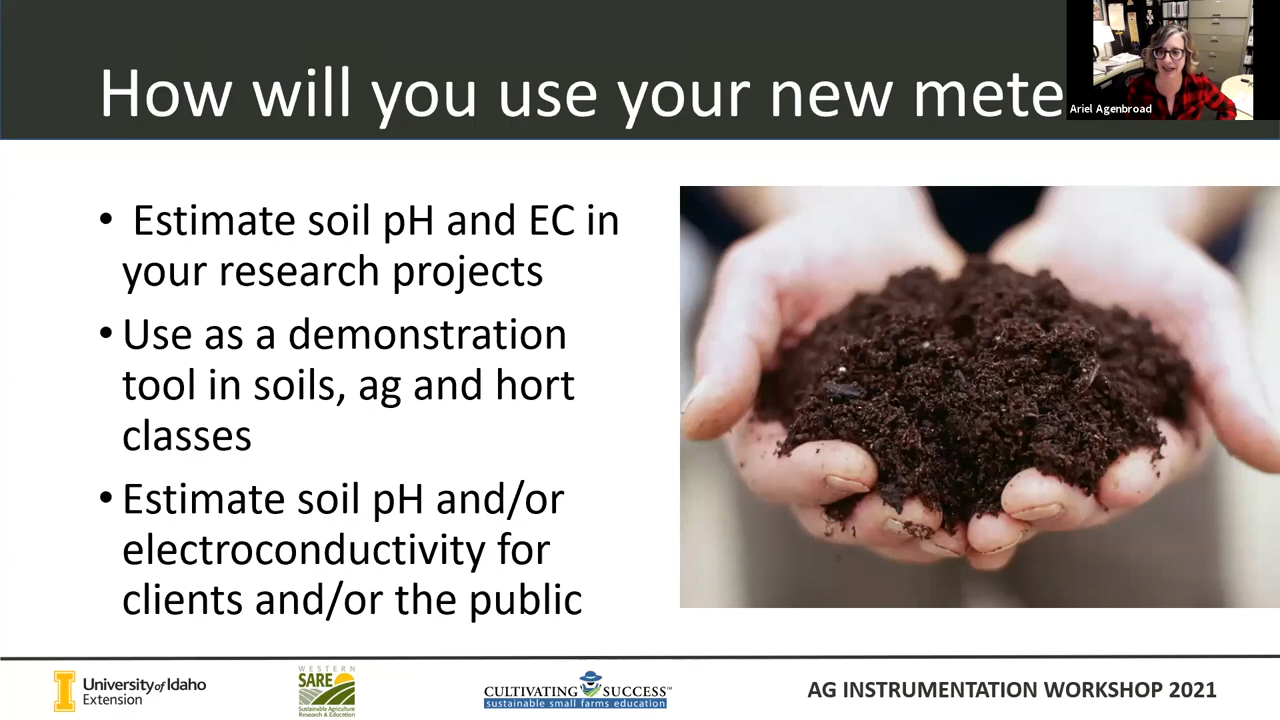 How will you use your new mete
Ariel Agenbroad
• Estimate soil pH and EC in
your research projects
• Use as a demonstration
tool in soils, ag and hort
classes
• Estimate soil pH and/or
electroconductivity for
clients and/or the public
University of Idaho
Extension
WESTERN
SARE
Sustainable Agriculture
Research & Education
CULTIVATING SUCCESS™
sustainable small farms education
AG INSTRUMENTATION WORKSHOP 2021